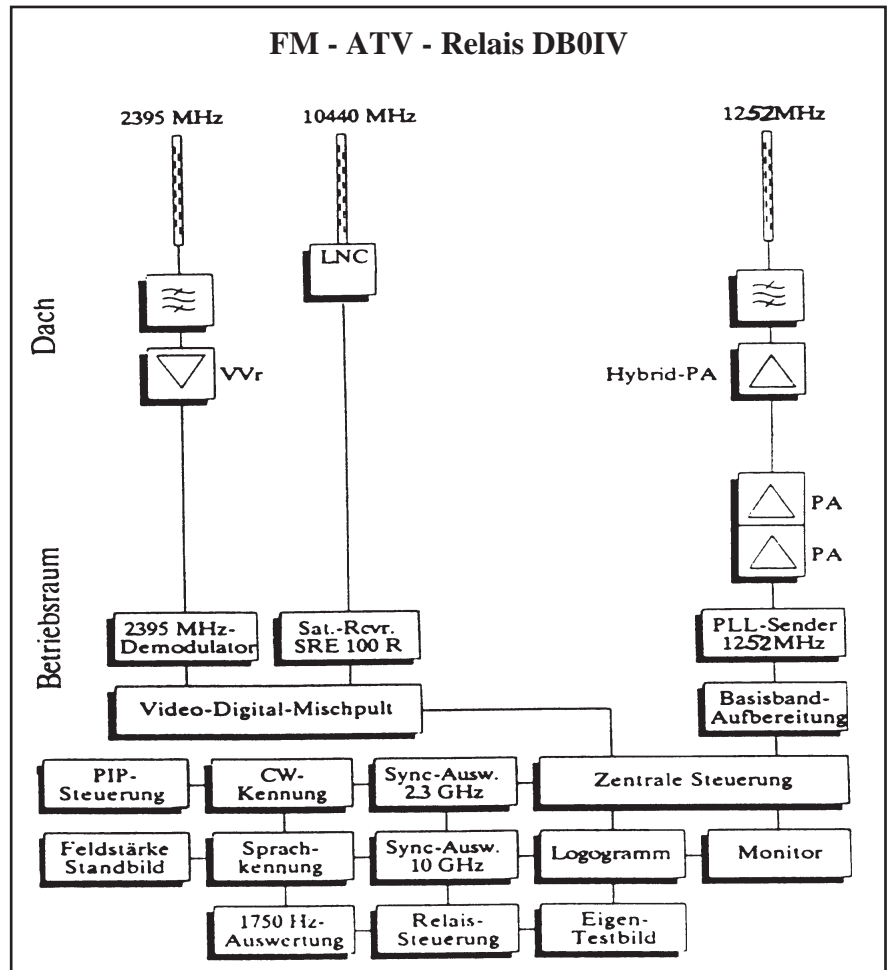 FM - ATV - Relais DB0IV
2395 MHz
10440 MHz
1252MHz
LNC
Dach
VVr
Hybrid-PA
PA
PA
Betriebsraum
2395 MHz-
Demodulator
Sat.-Rcvr.
SRE 100 R
PLL-Sender
1252MHz
Video-Digital-Mischpult
Basisband-
Aufbereitung
PIP-
Steuerung
CW-
Kennung
Sync-Ausw.
2.3 GHz
Zentrale Steuerung
Feldstärke
Standbild
Sprach-
kennung
Sync-Ausw.
10 GHz
Logogramm
Monitor
1750 Hz-
Auswertung
Relais-
Steuerung
Eigen-
Testbild